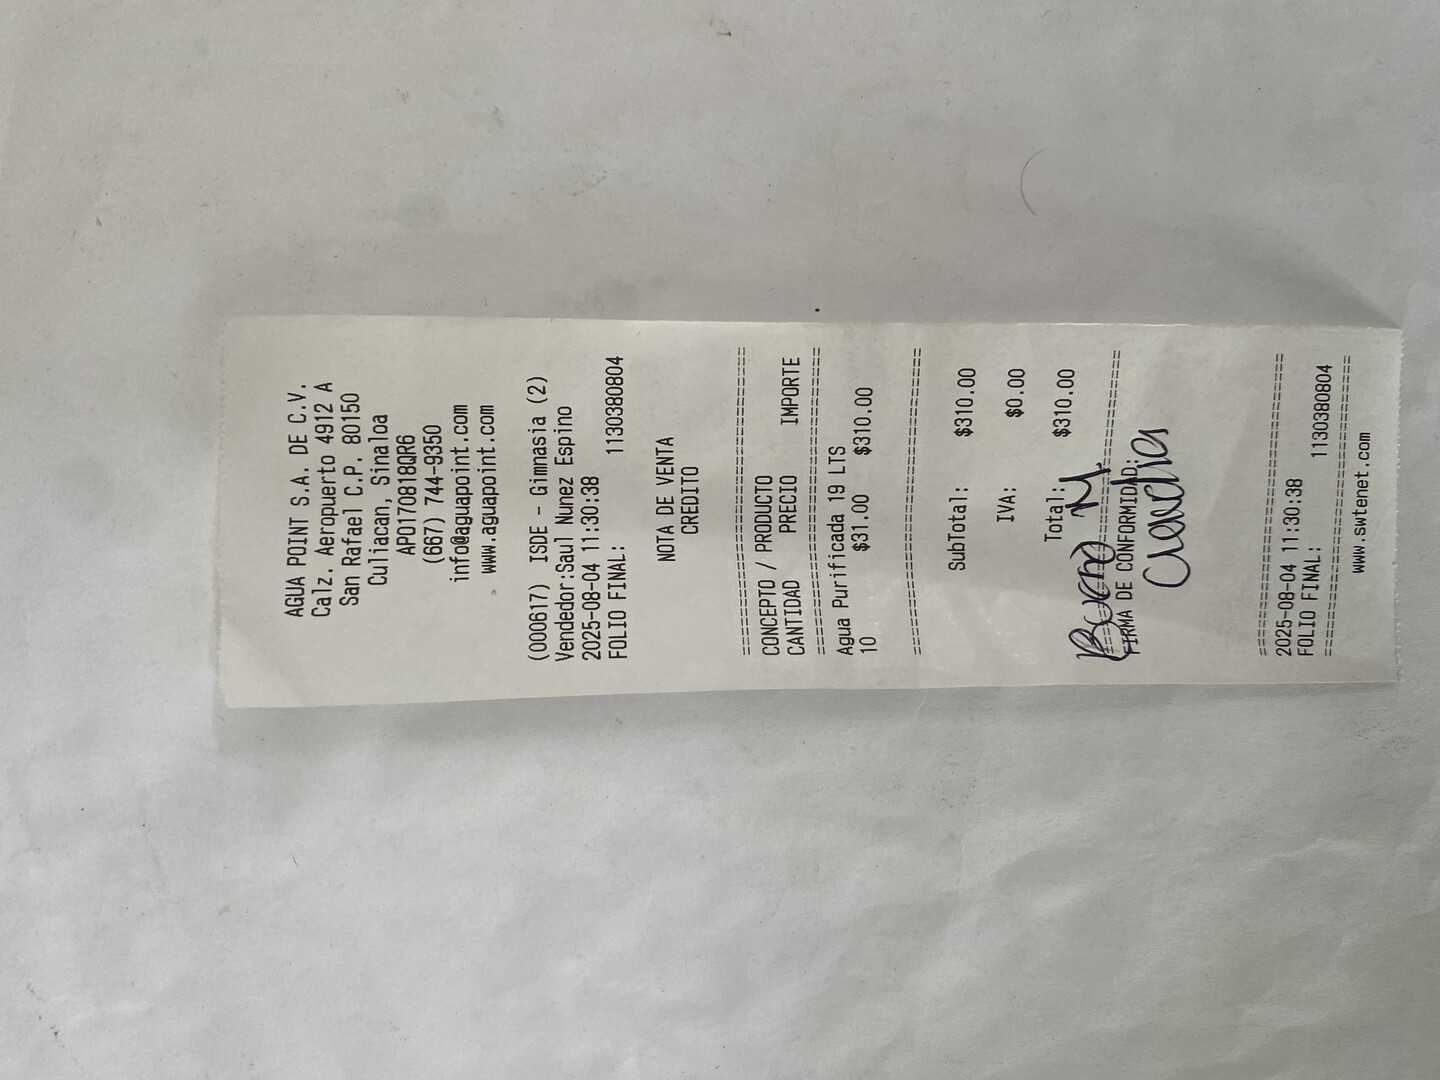 AGUA POINT S.A. DE C.V.
Calz. Aeropuerto 4912 A
San Rafael C.P. 80150
Culiacan, Sinaloa
APO170818QR6
(667) 744-9350
info@aguapoint.com
www.aguapoint.com
(000617) ISDE - Gimnasia (2)
Vendedor:Saul Nunez Espino
2025-08-04 11:30:38
FOLIO FINAL: 1130380804
NOTA DE VENTA
CREDITO
===================================
CONCEPTO / PRODUCTO
CANTIDAD PRECIO IMPORTE
===================================
Agua Purificada 19 LTS
10 $31.00 $310.00
===================================
SubTotal: $310.00
IVA: $0.00
Total: $310.00
===================================
FIRMA DE CONFORMIDAD:
===================================
2025-08-04 11:30:38
FOLIO FINAL: 1130380804
===================================
www.swtenet.com